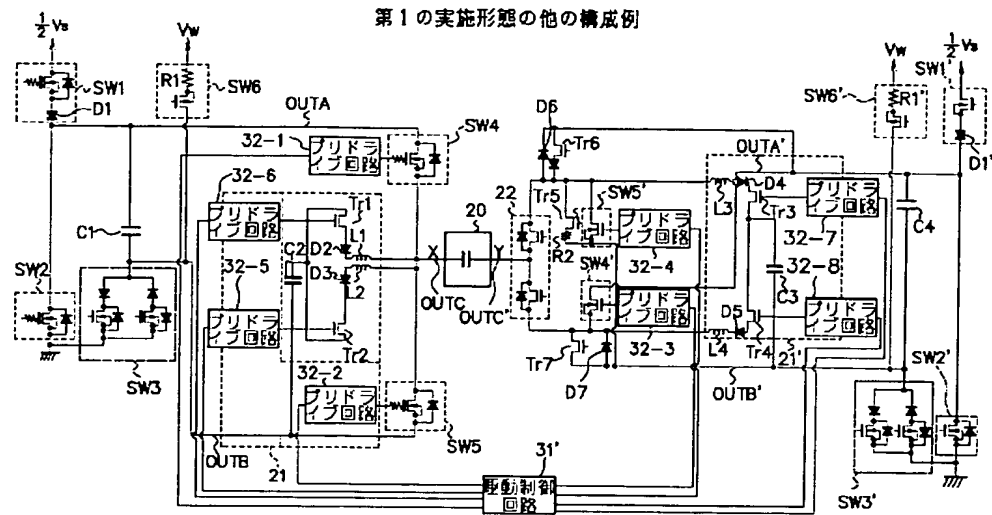 第1の実施形態の他の構成例
1/2 Vs
Vw
R1
SW6
SW1
D1
OUTA
32-1
プリドラ
イブ回路
SW4
32-6
プリドラ
イブ回路
Tr1
C1
C2
D2
L1
32-5
D3
L2
プリドラ
イブ回路
Tr2
SW2
SW3
32-2
プリドラ
イブ回路
SW5
OUTB
21
X
20
Y
OUTC
OUTC'
22
D6
Tr6
Tr5
SW5'
R2
プリドラ
イブ回路
32-4
SW4'
プリドラ
イブ回路
32-3
Tr7
D7
OUTA'
L3
D4
Tr3
プリドラ
イブ回路
32-7
C3
32-8
D5
プリドラ
イブ回路
L4
Tr4
21'
OUTB'
Vw
1/2 Vs
SW1'
SW6'
R1'
D1'
C4
SW2'
SW3'
31'
駆動制御
回路